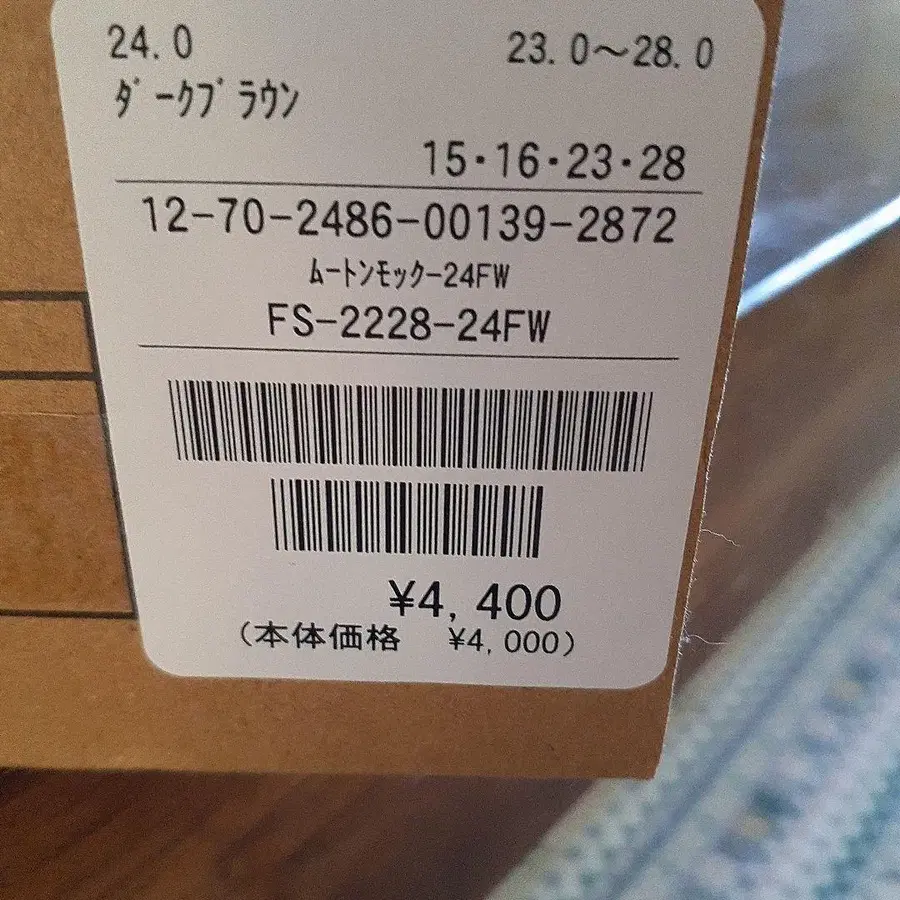 24.0 23.0～28.0
ﾀﾞｰｸﾌﾞﾗｳﾝ
15・16・23・28
12-70-2486-00139-2872
ﾑｰﾄﾝﾓｯｸ-24FW
FS-2228-24FW
¥4,400
(本体価格 ¥4,000)